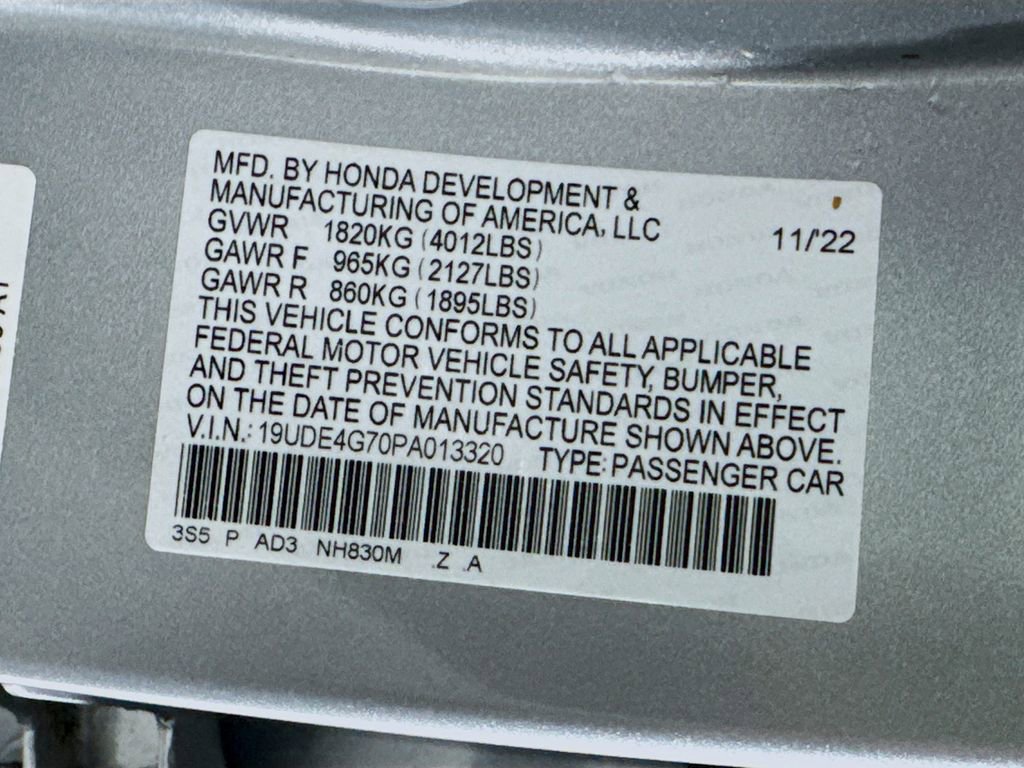 MFD. BY HONDA DEVELOPMENT &
MANUFACTURING OF AMERICA, LLC
GVWR 1820KG (4012LBS) 11/'22
GAWR F 965KG (2127LBS)
GAWR R 860KG (1895LBS)
THIS VEHICLE CONFORMS TO ALL APPLICABLE
FEDERAL MOTOR VEHICLE SAFETY, BUMPER,
AND THEFT PREVENTION STANDARDS IN EFFECT
ON THE DATE OF MANUFACTURE SHOWN ABOVE.
V.I.N.: 19UDE4G70PA013320 TYPE: PASSENGER CAR
3S5 P AD3 NH830M .Z .A